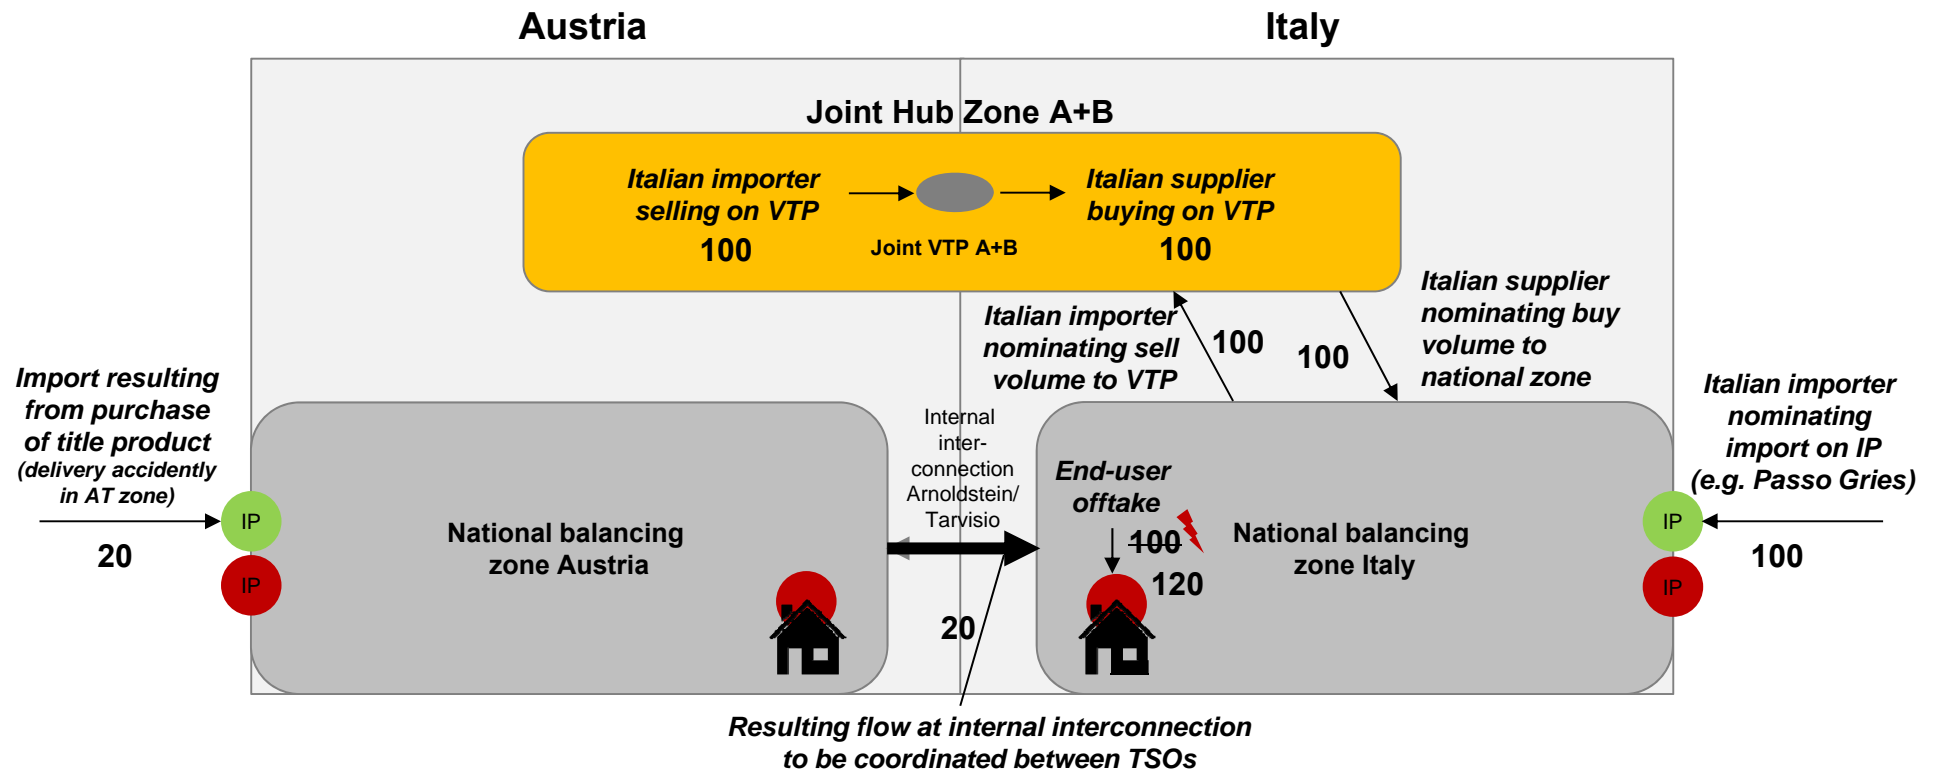 Austria
Italy
Joint Hub Zone A+B
Italian importer
selling on VTP
100
Joint VTP A+B
Italian supplier
buying on VTP
100
Italian importer
nominating sell
volume to VTP
100
100
Italian supplier
nominating buy
volume to
national zone
Import resulting
from purchase
of title product
(delivery accidently
in AT zone)
20
IP
IP
National balancing
zone Austria
Internal
inter-
connection
Arnoldstein/
Tarvisio
20
End-user
offtake
100
120
National balancing
zone Italy
IP
IP
Italian importer
nominating
import on IP
(e.g. Passo Gries)
100
Resulting flow at internal interconnection
to be coordinated between TSOs